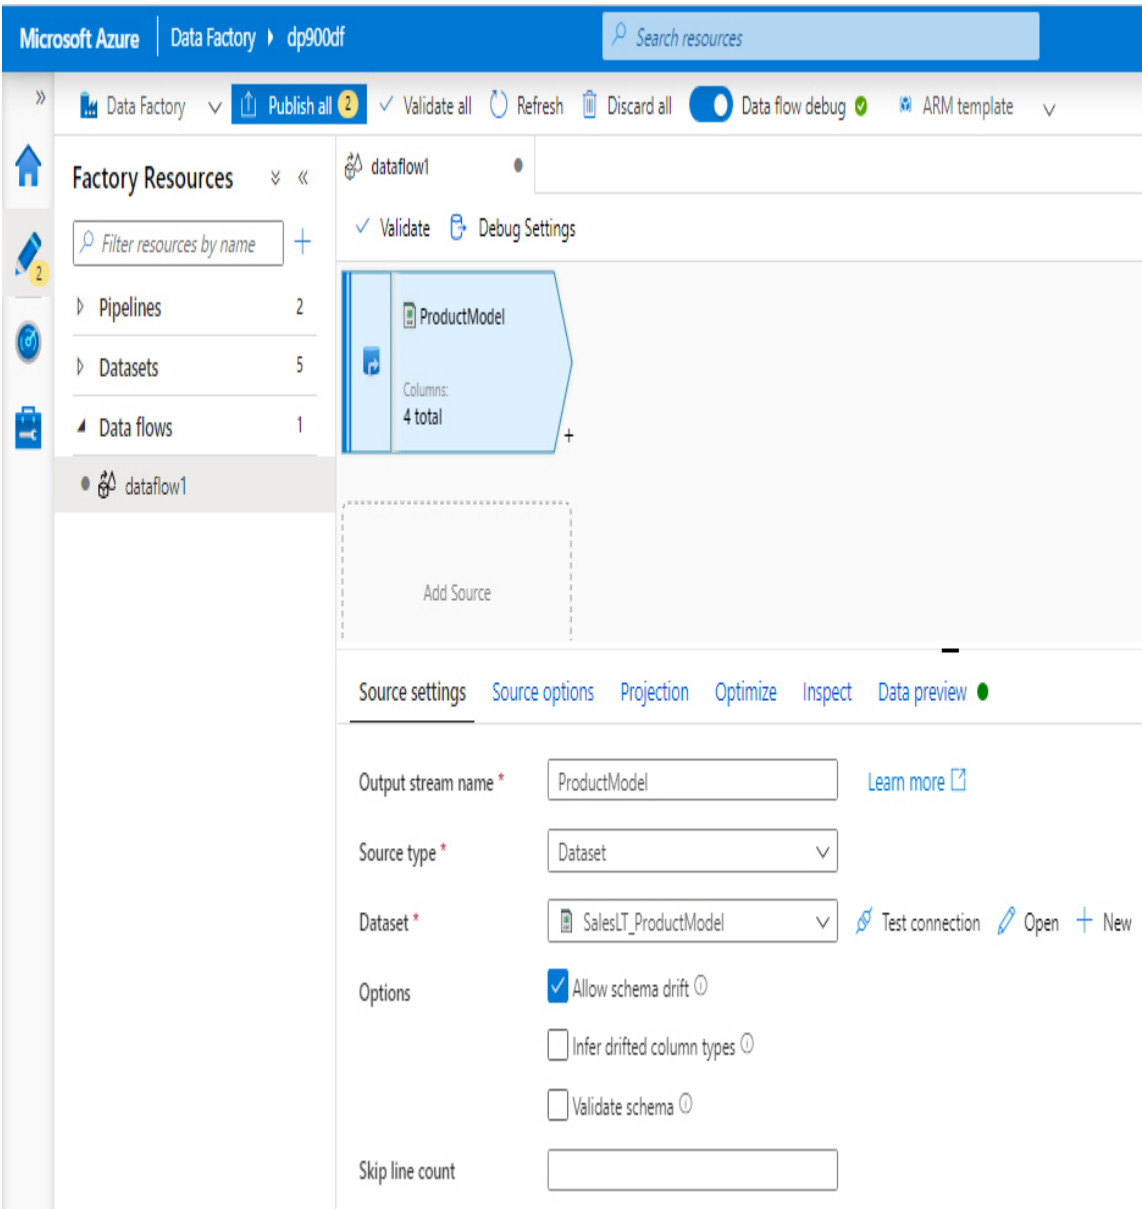 Microsoft Azure Data Factory dp900df Search resources
» Data Factory Publish all 2 Validate all Refresh Discard all Data flow debug ARM template
Factory Resources
dataflow1
Filter resources by name
Validate Debug Settings
2
Pipelines 2
Datasets 5
Data flows 1
dataflow1
ProductModel
Columns:
4 total
+
Add Source
Source settings Source options Projection Optimize Inspect Data preview
Output stream name * ProductModel Learn more
Source type * Dataset
Dataset * SalesLT_ProductModel Test connection Open New
Options Allow schema drift
Infer drifted column types
Validate schema
Skip line count